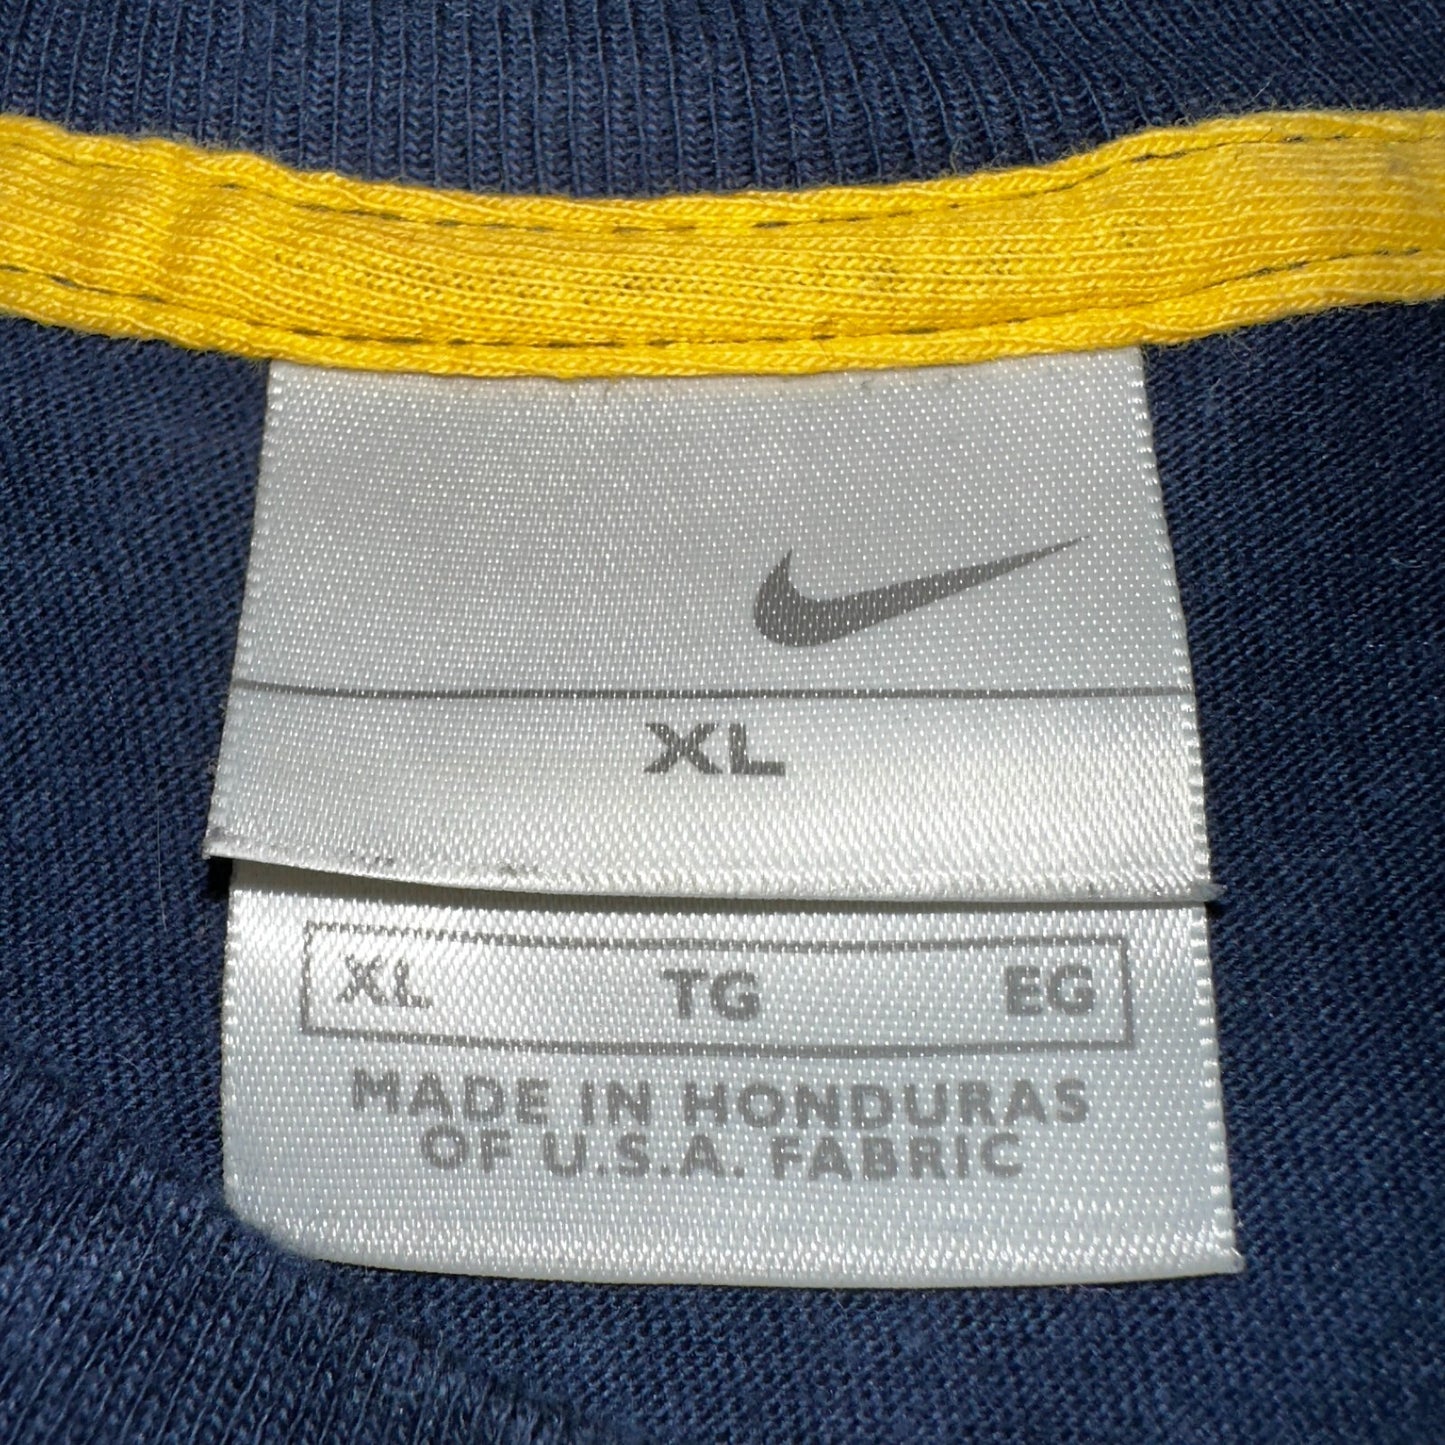 XL
XL TG EG
MADE IN HONDURAS
OF U.S.A. FABRIC